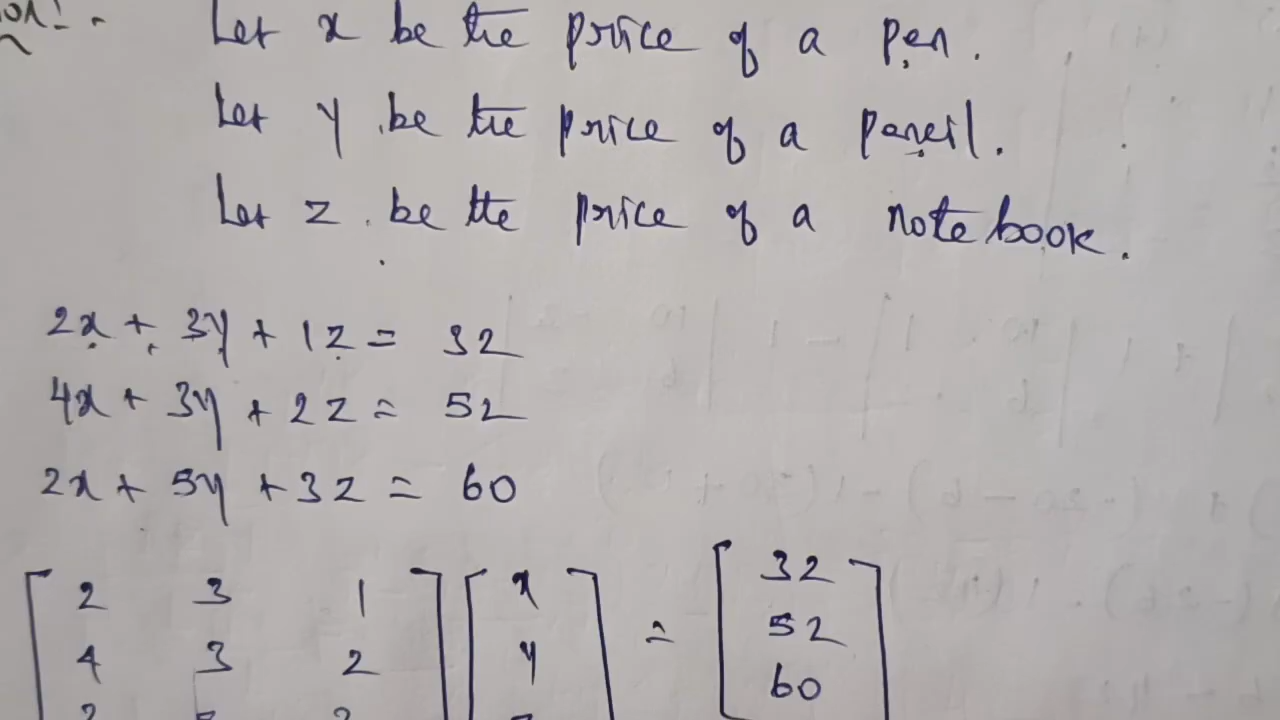 Let x be the price of a pen.
Let y be the price of a pencil.
Let z be the price of a note book.
2x + 3y + 1z = 32
4x + 3y + 2z = 52
2x + 5y + 3z = 60
2 3 1 x = 32
4 3 2 y 52
60